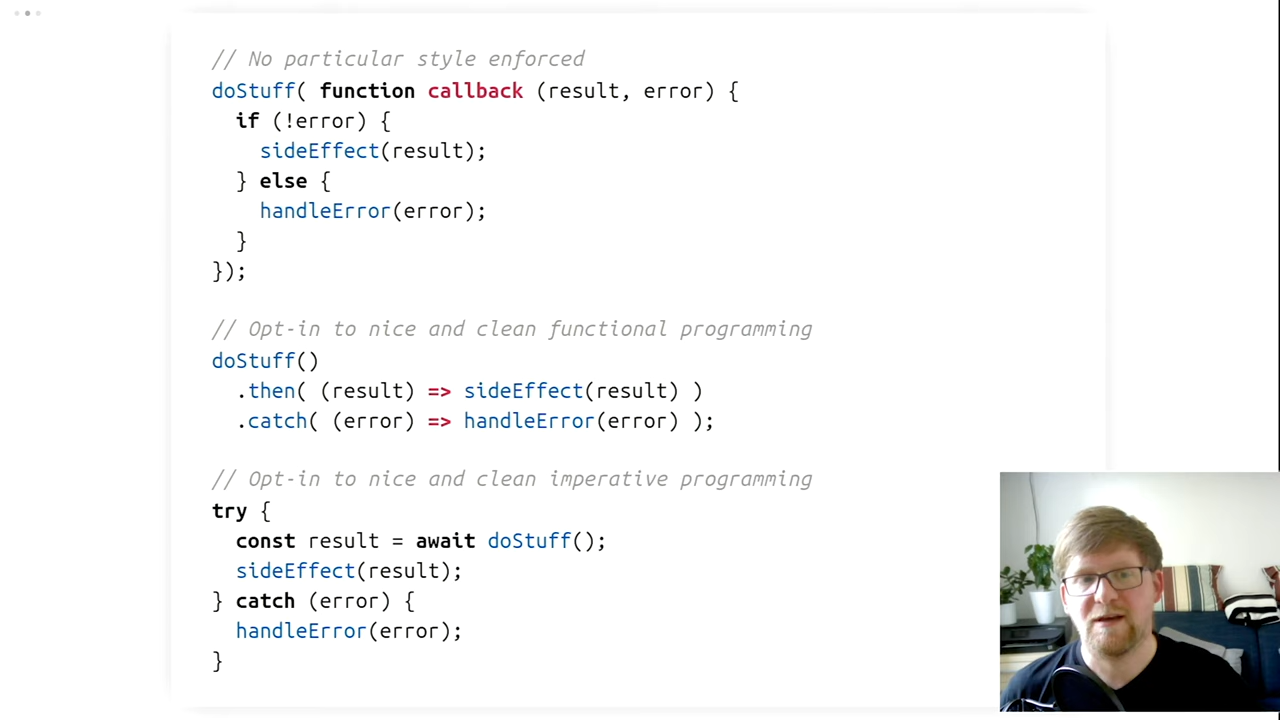 // No particular style enforced
doStuff( function callback (result, error) {
  if (!error) {
    sideEffect(result);
  } else {
    handleError(error);
  }
});
// Opt-in to nice and clean functional programming
doStuff()
  .then( (result) => sideEffect(result) )
  .catch( (error) => handleError(error) );
// Opt-in to nice and clean imperative programming
try {
  const result = await doStuff();
  sideEffect(result);
} catch (error) {
  handleError(error);
}